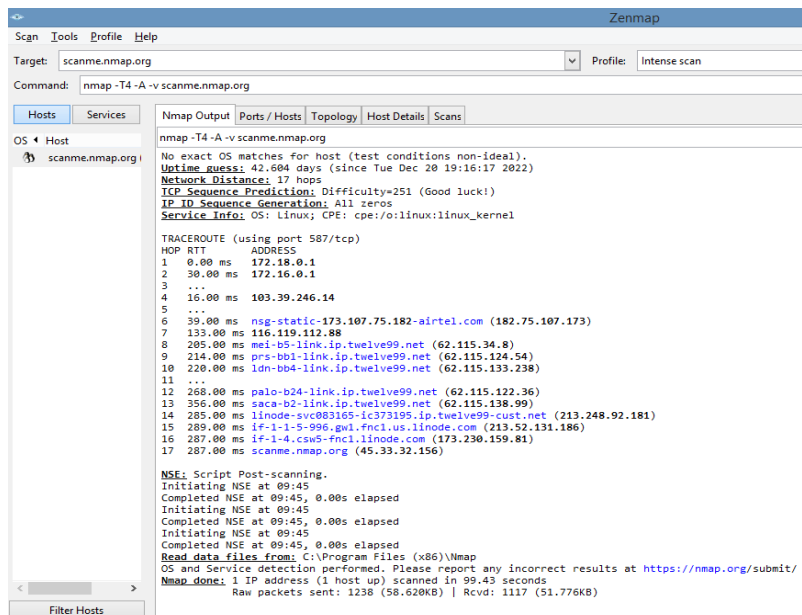 Zenmap
Scan Tools Profile Help
Target: scanme.nmap.org Profile: Intense scan
Command: nmap -T4 -A -v scanme.nmap.org
Hosts Services Nmap Output Ports / Hosts Topology Host Details Scans
OS Host
nmap -T4 -A -v scanme.nmap.org
scanme.nmap.org (
No exact OS matches for host (test conditions non-ideal).
Uptime guess: 42.604 days (since Tue Dec 20 19:16:17 2022)
Network Distance: 17 hops
TCP Sequence Prediction: Difficulty=251 (Good luck!)
IP ID Sequence Generation: All zeros
Service Info: OS: Linux; CPE: cpe:/o:linux:linux_kernel
TRACEROUTE (using port 587/tcp)
HOP RTT ADDRESS
1 0.00 ms 172.18.0.1
2 30.00 ms 172.16.0.1
3 ...
4 16.00 ms 103.39.246.14
5 ...
6 39.00 ms nsg-static-173.107.75.182-airtel.com (182.75.107.173)
7 133.00 ms 116.119.112.88
8 205.00 ms mei-b5-link.ip.twelve99.net (62.115.34.8)
9 214.00 ms prs-bb1-link.ip.twelve99.net (62.115.124.54)
10 220.00 ms ldn-bb4-link.ip.twelve99.net (62.115.133.238)
11 ...
12 268.00 ms palo-b24-link.ip.twelve99.net (62.115.122.36)
13 356.00 ms saca-b2-link.ip.twelve99.net (62.115.138.99)
14 285.00 ms linode-svc083165-ic373195.ip.twelve99-cust.net (213.248.92.181)
15 289.00 ms if-1-1-5-996.gw1.fnc1.us.linode.com (213.52.131.186)
16 287.00 ms if-1-4.csw5-fnc1.linode.com (173.230.159.81)
17 287.00 ms scanme.nmap.org (45.33.32.156)
NSE: Script Post-scanning.
Initiating NSE at 09:45
Completed NSE at 09:45, 0.00s elapsed
Initiating NSE at 09:45
Completed NSE at 09:45, 0.00s elapsed
Initiating NSE at 09:45
Completed NSE at 09:45, 0.00s elapsed
Read data files from: C:\Program Files (x86)\Nmap
OS and Service detection performed. Please report any incorrect results at https://nmap.org/submit/
Nmap done: 1 IP address (1 host up) scanned in 99.43 seconds
Raw packets sent: 1238 (58.620KB) | Rcvd: 1117 (51.776KB)
Filter Hosts